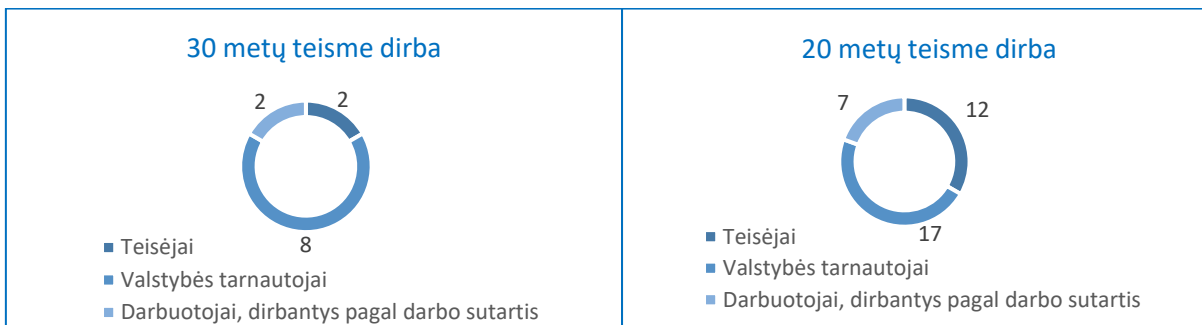 30 metų teisme dirba
2
2
8
Teisėjai
Valstybės tarnautojai
Darbuotojai, dirbantys pagal darbo sutartis
20 metų teisme dirba
7
12
17
Teisėjai
Valstybės tarnautojai
Darbuotojai, dirbantys pagal darbo sutartis